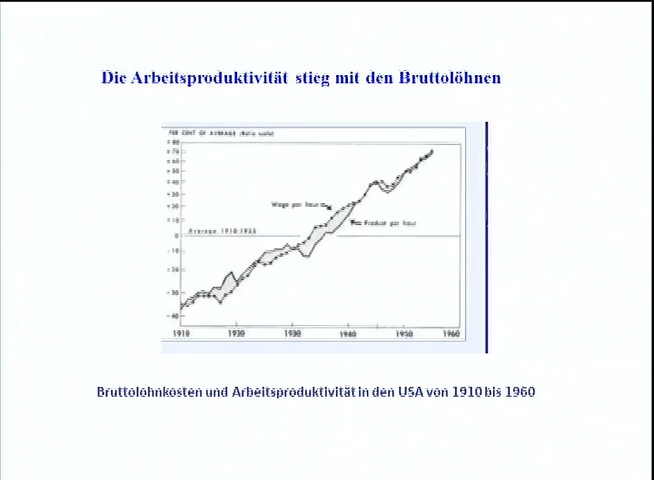 Die Arbeitsproduktivität stieg mit den Bruttolöhnen
PER CENT OF AVERAGE (Ratio scale)
+ 80
+ 70
+ 60
+ 50
+ 40
+ 30
+ 20
+ 10
0
- 10
- 20
- 30
- 40
Wage per hour
Product per hour
Average 1910-1955
1910 1920 1930 1940 1950 1960
Bruttolohnkosten und Arbeitsproduktivität in den USA von 1910 bis 1960